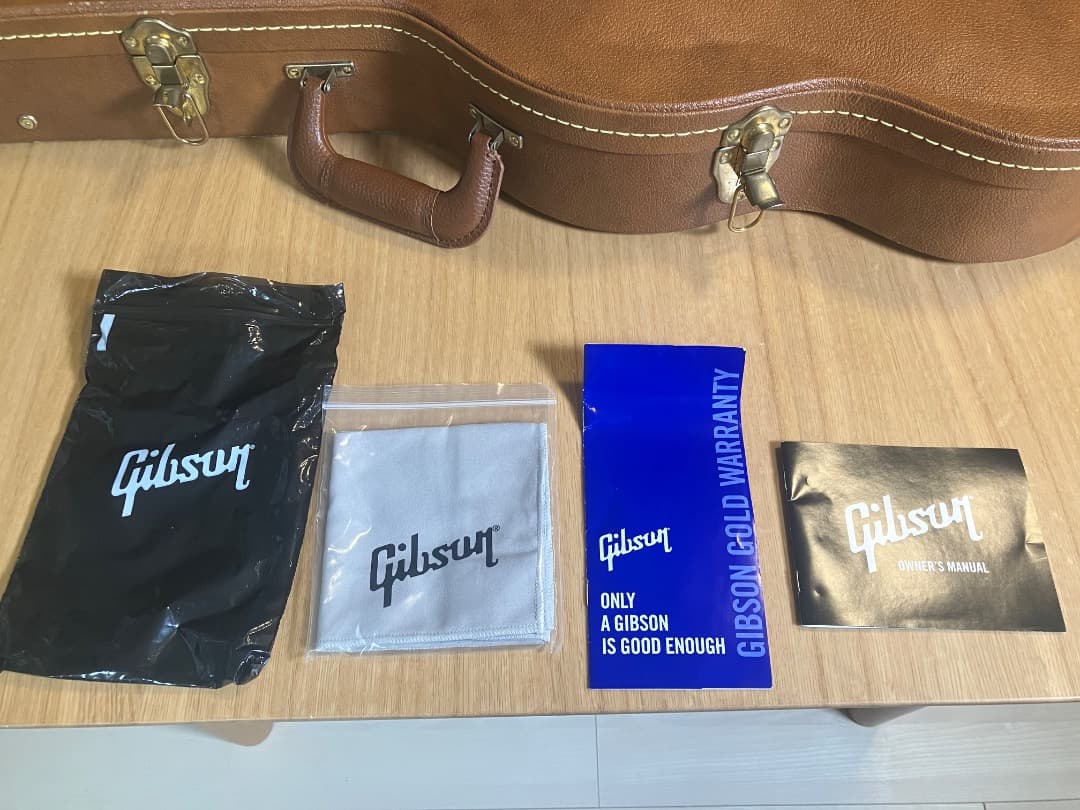 Gibson
Gibson®
Gibson
ONLY
A GIBSON
IS GOOD ENOUGH
GIBSON GOLD WARRANTY
Gibson
OWNER'S MANUAL